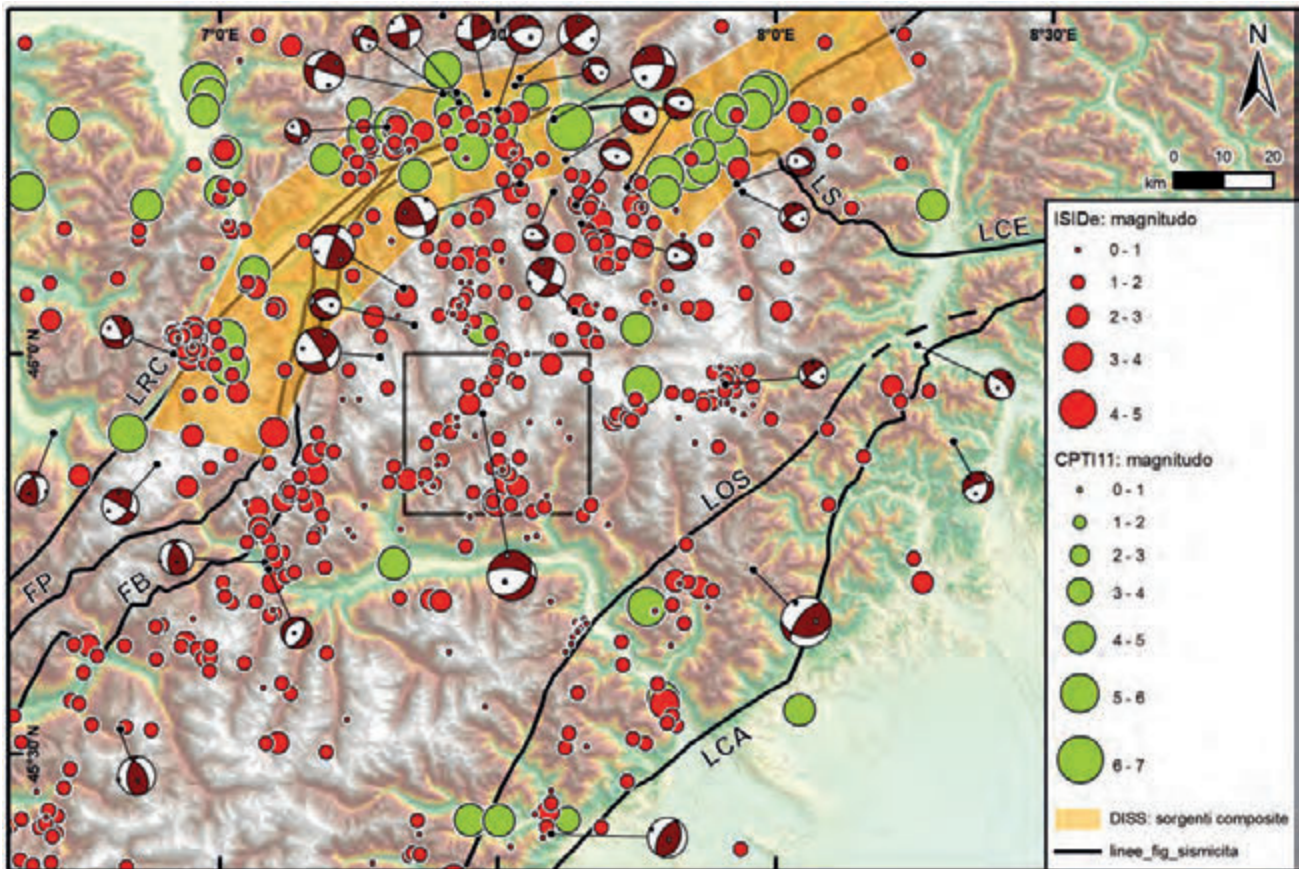 7°0'E
8°0'E
8°30'E
N
0 10 20
km
LS
LCE
46°0'N
LRC
LOS
FP
FB
LCA
45°30'N
ISIDe: magnitudo
0 - 1
1 - 2
2 - 3
3 - 4
4 - 5
CPTI11: magnitudo
0 - 1
1 - 2
2 - 3
3 - 4
4 - 5
5 - 6
6 - 7
DISS: sorgenti composite
linee_fig_sismicita